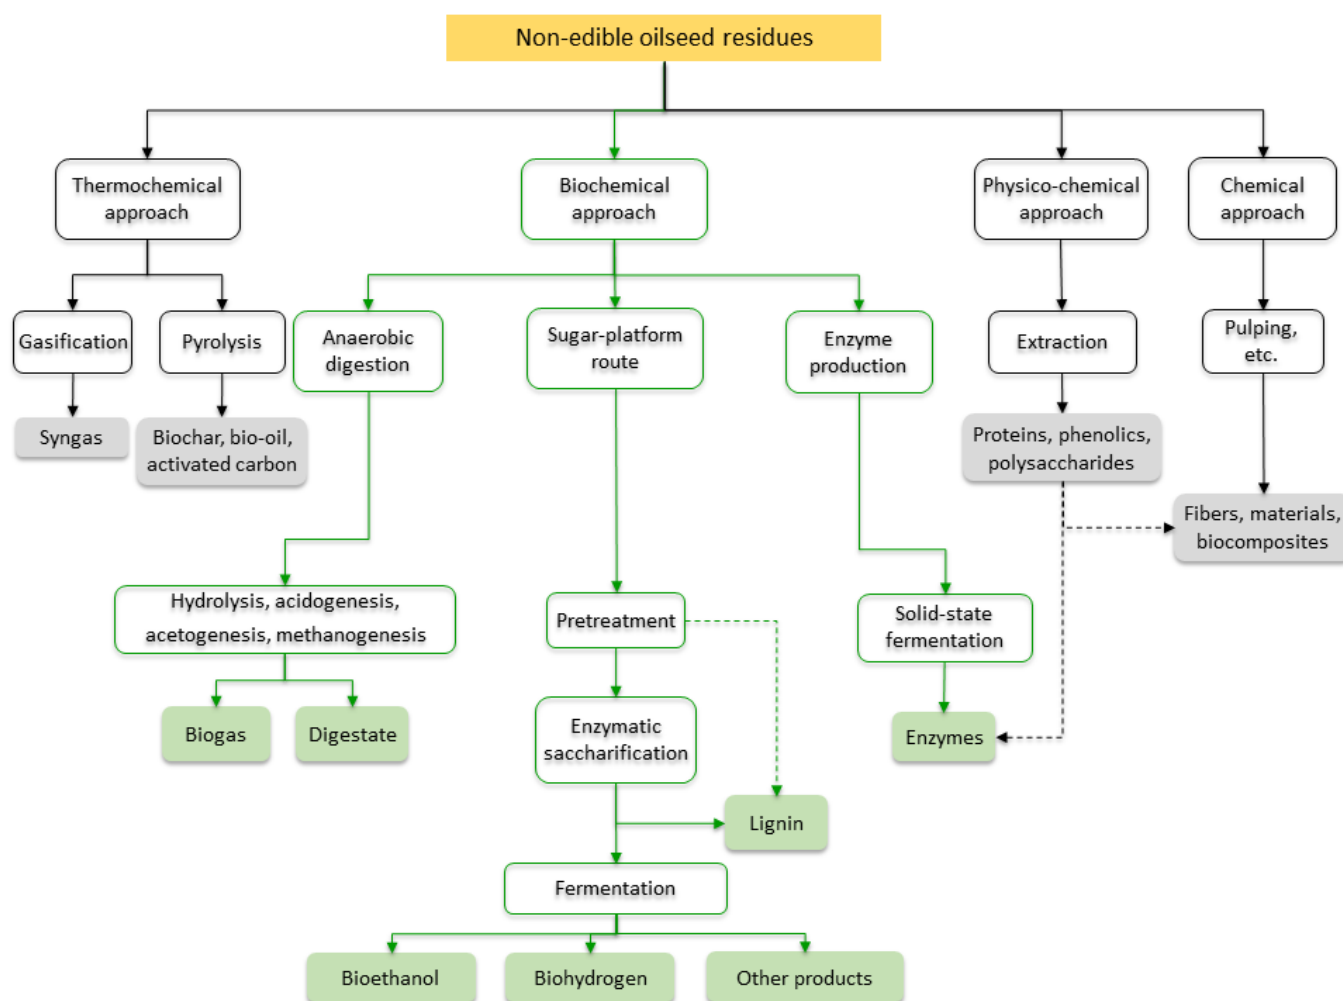 Non-edible oilseed residues
Thermochemical
approach
Biochemical
approach
Physico-chemical
approach
Chemical
approach
Gasification
Pyrolysis
Anaerobic
digestion
Sugar-platform
route
Enzyme
production
Extraction
Pulping,
etc.
Syngas
Biochar, bio-oil,
activated carbon
Proteins, phenolics,
polysaccharides
Fibers, materials,
biocomposites
Hydrolysis, acidogenesis,
acetogenesis, methanogenesis
Pretreatment
Solid-state
fermentation
Biogas
Digestate
Enzymatic
saccharification
Enzymes
Lignin
Fermentation
Bioethanol
Biohydrogen
Other products